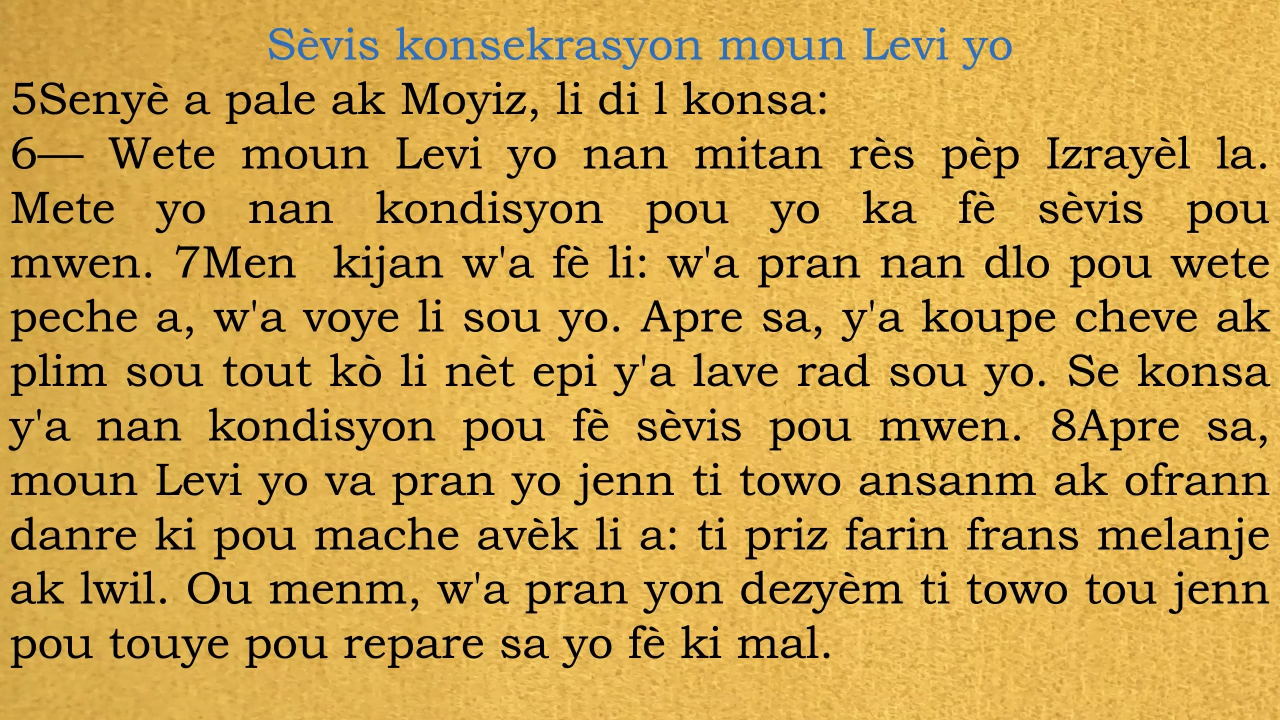 Sèvis konsekrasyon moun Levi yo
5Senyè a pale ak Moyiz, li di l konsa:
6— Wete moun Levi yo nan mitan rès pèp Izrayèl la.
Mete yo nan kondisyon pou yo ka fè sèvis pou
mwen. 7Men kijan w'a fè li: w'a pran nan dlo pou wete
peche a, w'a voye li sou yo. Apre sa, y'a koupe cheve ak
plim sou tout kò li nèt epi y'a lave rad sou yo. Se konsa
y'a nan kondisyon pou fè sèvis pou mwen. 8Apre sa,
moun Levi yo va pran yo jenn ti towo ansanm ak ofrann
danre ki pou mache avèk li a: ti priz farin frans melanje
ak lwil. Ou menm, w'a pran yon dezyèm ti towo tou jenn
pou touye pou repare sa yo fè ki mal.